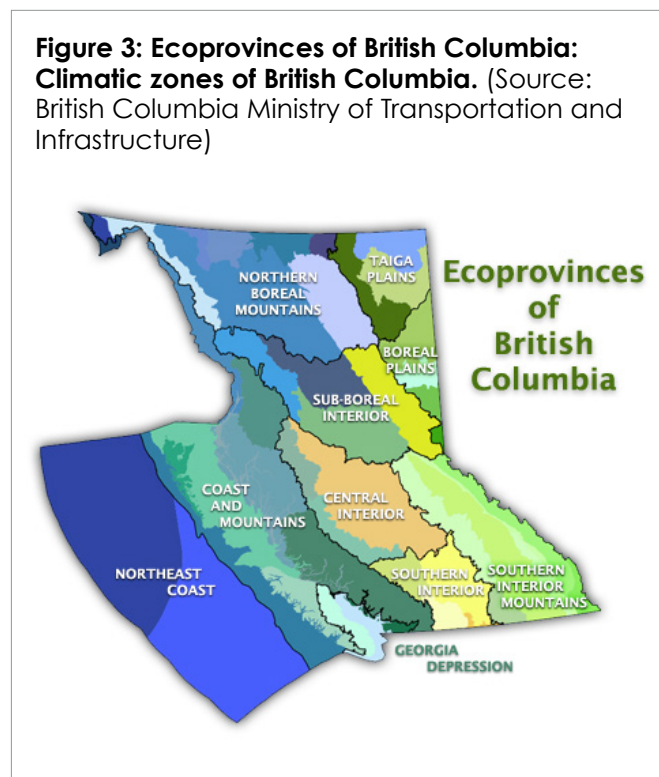 Figure 3: Ecoprovinces of British Columbia:
Climatic zones of British Columbia. (Source:
British Columbia Ministry of Transportation and
Infrastructure)
TAIGA
PLAINS
NORTHERN
BOREAL
MOUNTAINS
Ecoprovinces
of
British
Columbia
BOREAL
PLAINS
SUB-BOREAL
INTERIOR
COAST
AND
MOUNTAINS
CENTRAL
INTERIOR
NORTHEAST
COAST
SOUTHERN
INTERIOR
SOUTHERN
INTERIOR
MOUNTAINS
GEORGIA
DEPRESSION